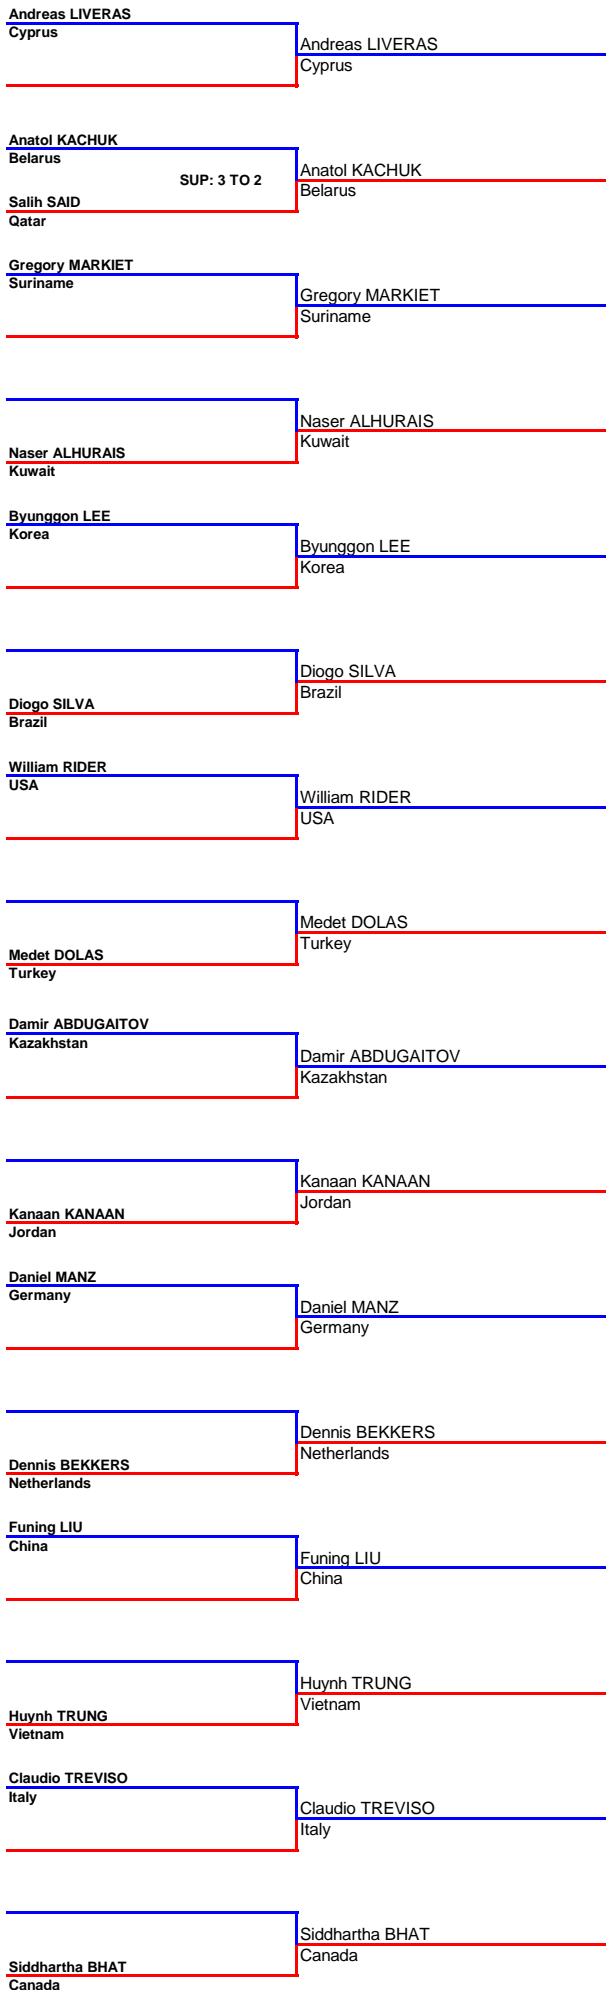 Andreas LIVERAS
Cyprus
Andreas LIVERAS
Cyprus
Anatol KACHUK
Belarus
SUP: 3 TO 2
Anatol KACHUK
Belarus
Salih SAID
Qatar
Gregory MARKIET
Suriname
Gregory MARKIET
Suriname
Naser ALHURAIS
Kuwait
Naser ALHURAIS
Kuwait
Byunggon LEE
Korea
Byunggon LEE
Korea
Diogo SILVA
Brazil
Diogo SILVA
Brazil
William RIDER
USA
William RIDER
USA
Medet DOLAS
Turkey
Medet DOLAS
Turkey
Damir ABDUGAITOV
Kazakhstan
Damir ABDUGAITOV
Kazakhstan
Kanaan KANAAN
Jordan
Kanaan KANAAN
Jordan
Daniel MANZ
Germany
Daniel MANZ
Germany
Dennis BEKKERS
Netherlands
Dennis BEKKERS
Netherlands
Funing LIU
China
Funing LIU
China
Huynh TRUNG
Vietnam
Huynh TRUNG
Vietnam
Claudio TREVISO
Italy
Claudio TREVISO
Italy
Siddhartha BHAT
Canada
Siddhartha BHAT
Canada